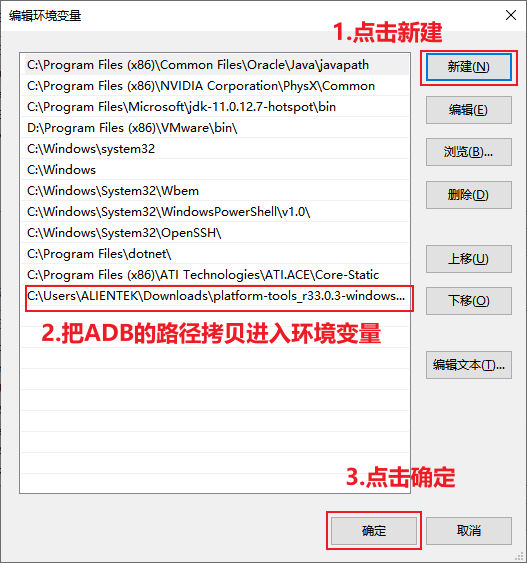 编辑环境变量
1.点击新建
C:\Program Files (x86)\Common Files\Oracle\Java\javapath
新建(N)
C:\Program Files (x86)\NVIDIA Corporation\PhysX\Common
C:\Program Files\Microsoft\jdk-11.0.12.7-hotspot\bin
编辑(E)
D:\Program Files (x86)\VMware\bin\
C:\Windows\system32
浏览(B)...
C:\Windows
C:\Windows\System32\Wbem
删除(D)
C:\Windows\System32\WindowsPowerShell\v1.0\
C:\Windows\System32\OpenSSH\
C:\Program Files\dotnet\
上移(U)
C:\Program Files (x86)\ATI Technologies\ATI.ACE\Core-Static
C:\Users\ALIENTEK\Downloads\platform-tools_r33.0.3-windows...
下移(O)
2.把ADB的路径拷贝进入环境变量
编辑文本(T)...
3.点击确定
确定
取消